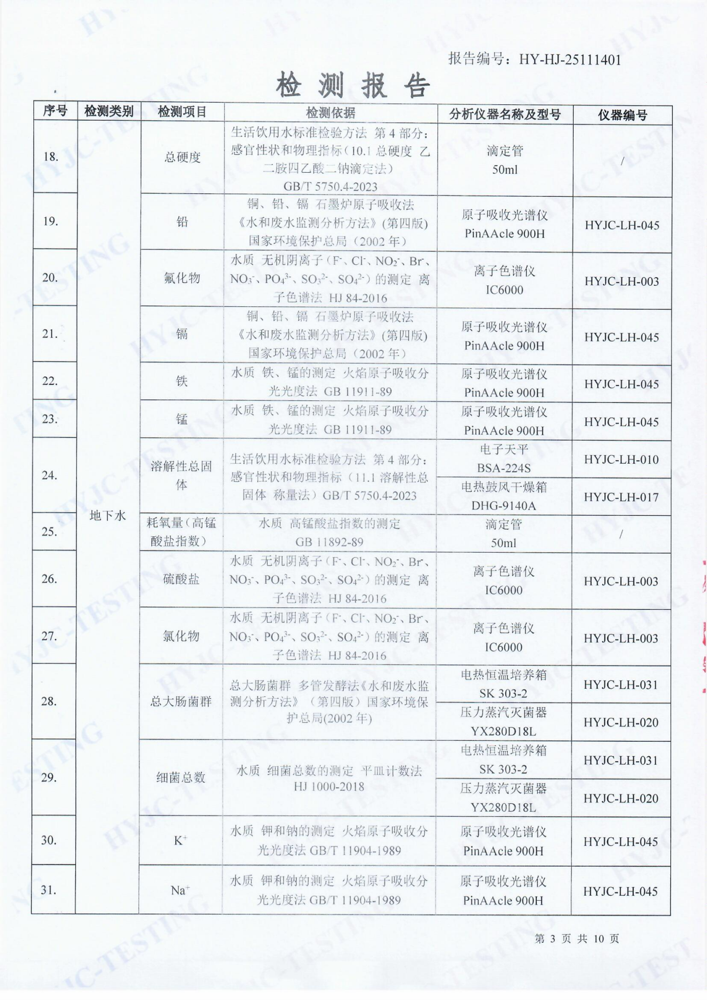 报告编号：HY-HJ-25111401
检测报告
序号 检测类别 检测项目 检测依据 分析仪器名称及型号 仪器编号
地下水
18. 总硬度
生活饮用水标准检验方法 第4部分：
感官性状和物理指标（10.1 总硬度 乙
二胺四乙酸二钠滴定法）
GB/T 5750.4-2023
滴定管
50ml
/
19. 铅
铜、铅、镉 石墨炉原子吸收法
《水和废水监测分析方法》(第四版)
国家环境保护总局（2002年）
原子吸收光谱仪
PinAAcle 900H
HYJC-LH-045
20. 氟化物
水质 无机阴离子（F⁻、Cl⁻、NO₂⁻、Br⁻、
NO₃⁻、PO₄³⁻、SO₃²⁻、SO₄²⁻）的测定 离
子色谱法 HJ 84-2016
离子色谱仪
IC6000
HYJC-LH-003
21. 镉
铜、铅、镉 石墨炉原子吸收法
《水和废水监测分析方法》(第四版)
国家环境保护总局（2002年）
原子吸收光谱仪
PinAAcle 900H
HYJC-LH-045
22. 铁
水质 铁、锰的测定 火焰原子吸收分
光光度法 GB 11911-89
原子吸收光谱仪
PinAAcle 900H
HYJC-LH-045
23. 锰
水质 铁、锰的测定 火焰原子吸收分
光光度法 GB 11911-89
原子吸收光谱仪
PinAAcle 900H
HYJC-LH-045
24.
溶解性总固
体
生活饮用水标准检验方法 第4部分：
感官性状和物理指标（11.1 溶解性总
固体 称量法）GB/T 5750.4-2023
电子天平
BSA-224S
HYJC-LH-010
电热鼓风干燥箱
DHG-9140A
HYJC-LH-017
25.
耗氧量（高锰
酸盐指数）
水质 高锰酸盐指数的测定
GB 11892-89
滴定管
50ml
/
26. 硫酸盐
水质 无机阴离子（F⁻、Cl⁻、NO₂⁻、Br⁻、
NO₃⁻、PO₄³⁻、SO₃²⁻、SO₄²⁻）的测定 离
子色谱法 HJ 84-2016
离子色谱仪
IC6000
HYJC-LH-003
27. 氯化物
水质 无机阴离子（F⁻、Cl⁻、NO₂⁻、Br⁻、
NO₃⁻、PO₄³⁻、SO₃²⁻、SO₄²⁻）的测定 离
子色谱法 HJ 84-2016
离子色谱仪
IC6000
HYJC-LH-003
28. 总大肠菌群
总大肠菌群 多管发酵法《水和废水监
测分析方法》（第四版）国家环境保
护总局(2002年)
电热恒温培养箱
SK 303-2
HYJC-LH-031
压力蒸汽灭菌器
YX280D18L
HYJC-LH-020
29. 细菌总数
水质 细菌总数的测定 平皿计数法
HJ 1000-2018
电热恒温培养箱
SK 303-2
HYJC-LH-031
压力蒸汽灭菌器
YX280D18L
HYJC-LH-020
30. K⁺
水质 钾和钠的测定 火焰原子吸收分
光光度法 GB/T 11904-1989
原子吸收光谱仪
PinAAcle 900H
HYJC-LH-045
31. Na⁺
水质 钾和钠的测定 火焰原子吸收分
光光度法 GB/T 11904-1989
原子吸收光谱仪
PinAAcle 900H
HYJC-LH-045
第 3 页 共 10 页
HYJC-TESTING